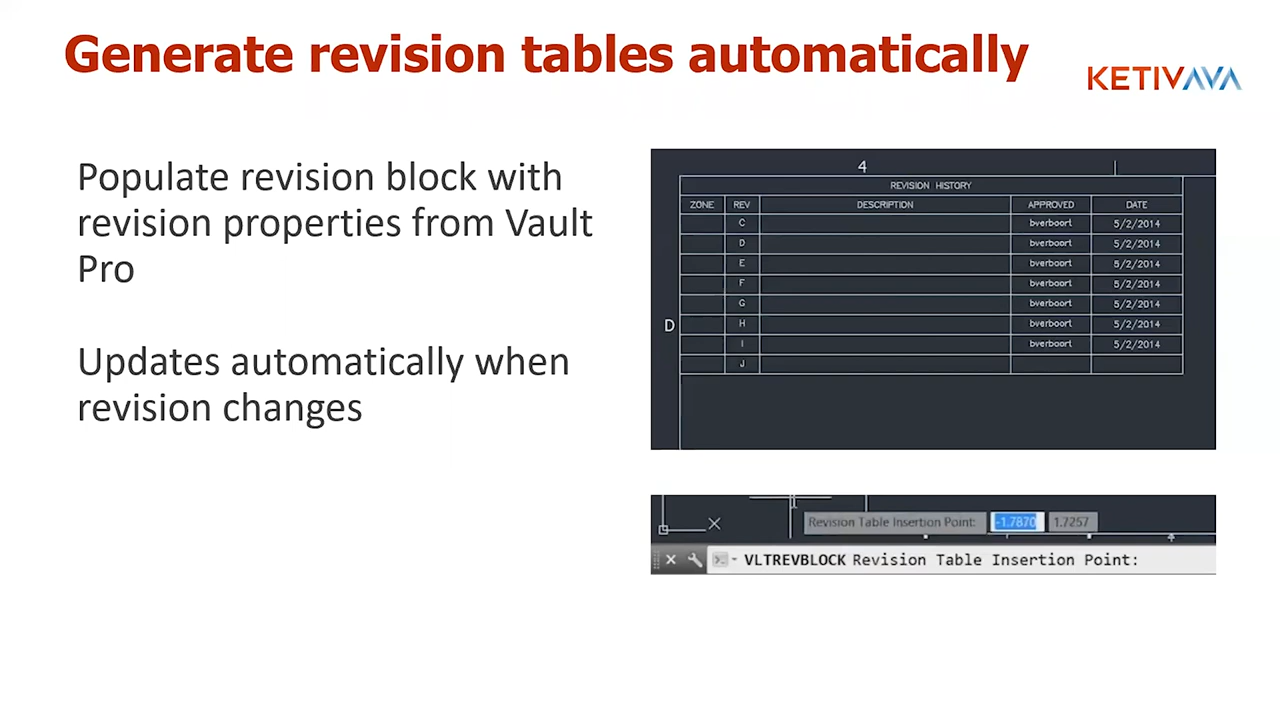 Generate revision tables automatically
KETIVAVA
Populate revision block with
revision properties from Vault
Pro
Updates automatically when
revision changes
4
REVISION HISTORY
ZONE REV DESCRIPTION APPROVED DATE
C bverboort 5/2/2014
D bverboort 5/2/2014
E bverboort 5/2/2014
F bverboort 5/2/2014
G bverboort 5/2/2014
H bverboort 5/2/2014
I bverboort 5/2/2014
J
D
Revision Table Insertion Point: -1.7870 1.7257
VLTREVBLOCK Revision Table Insertion Point: